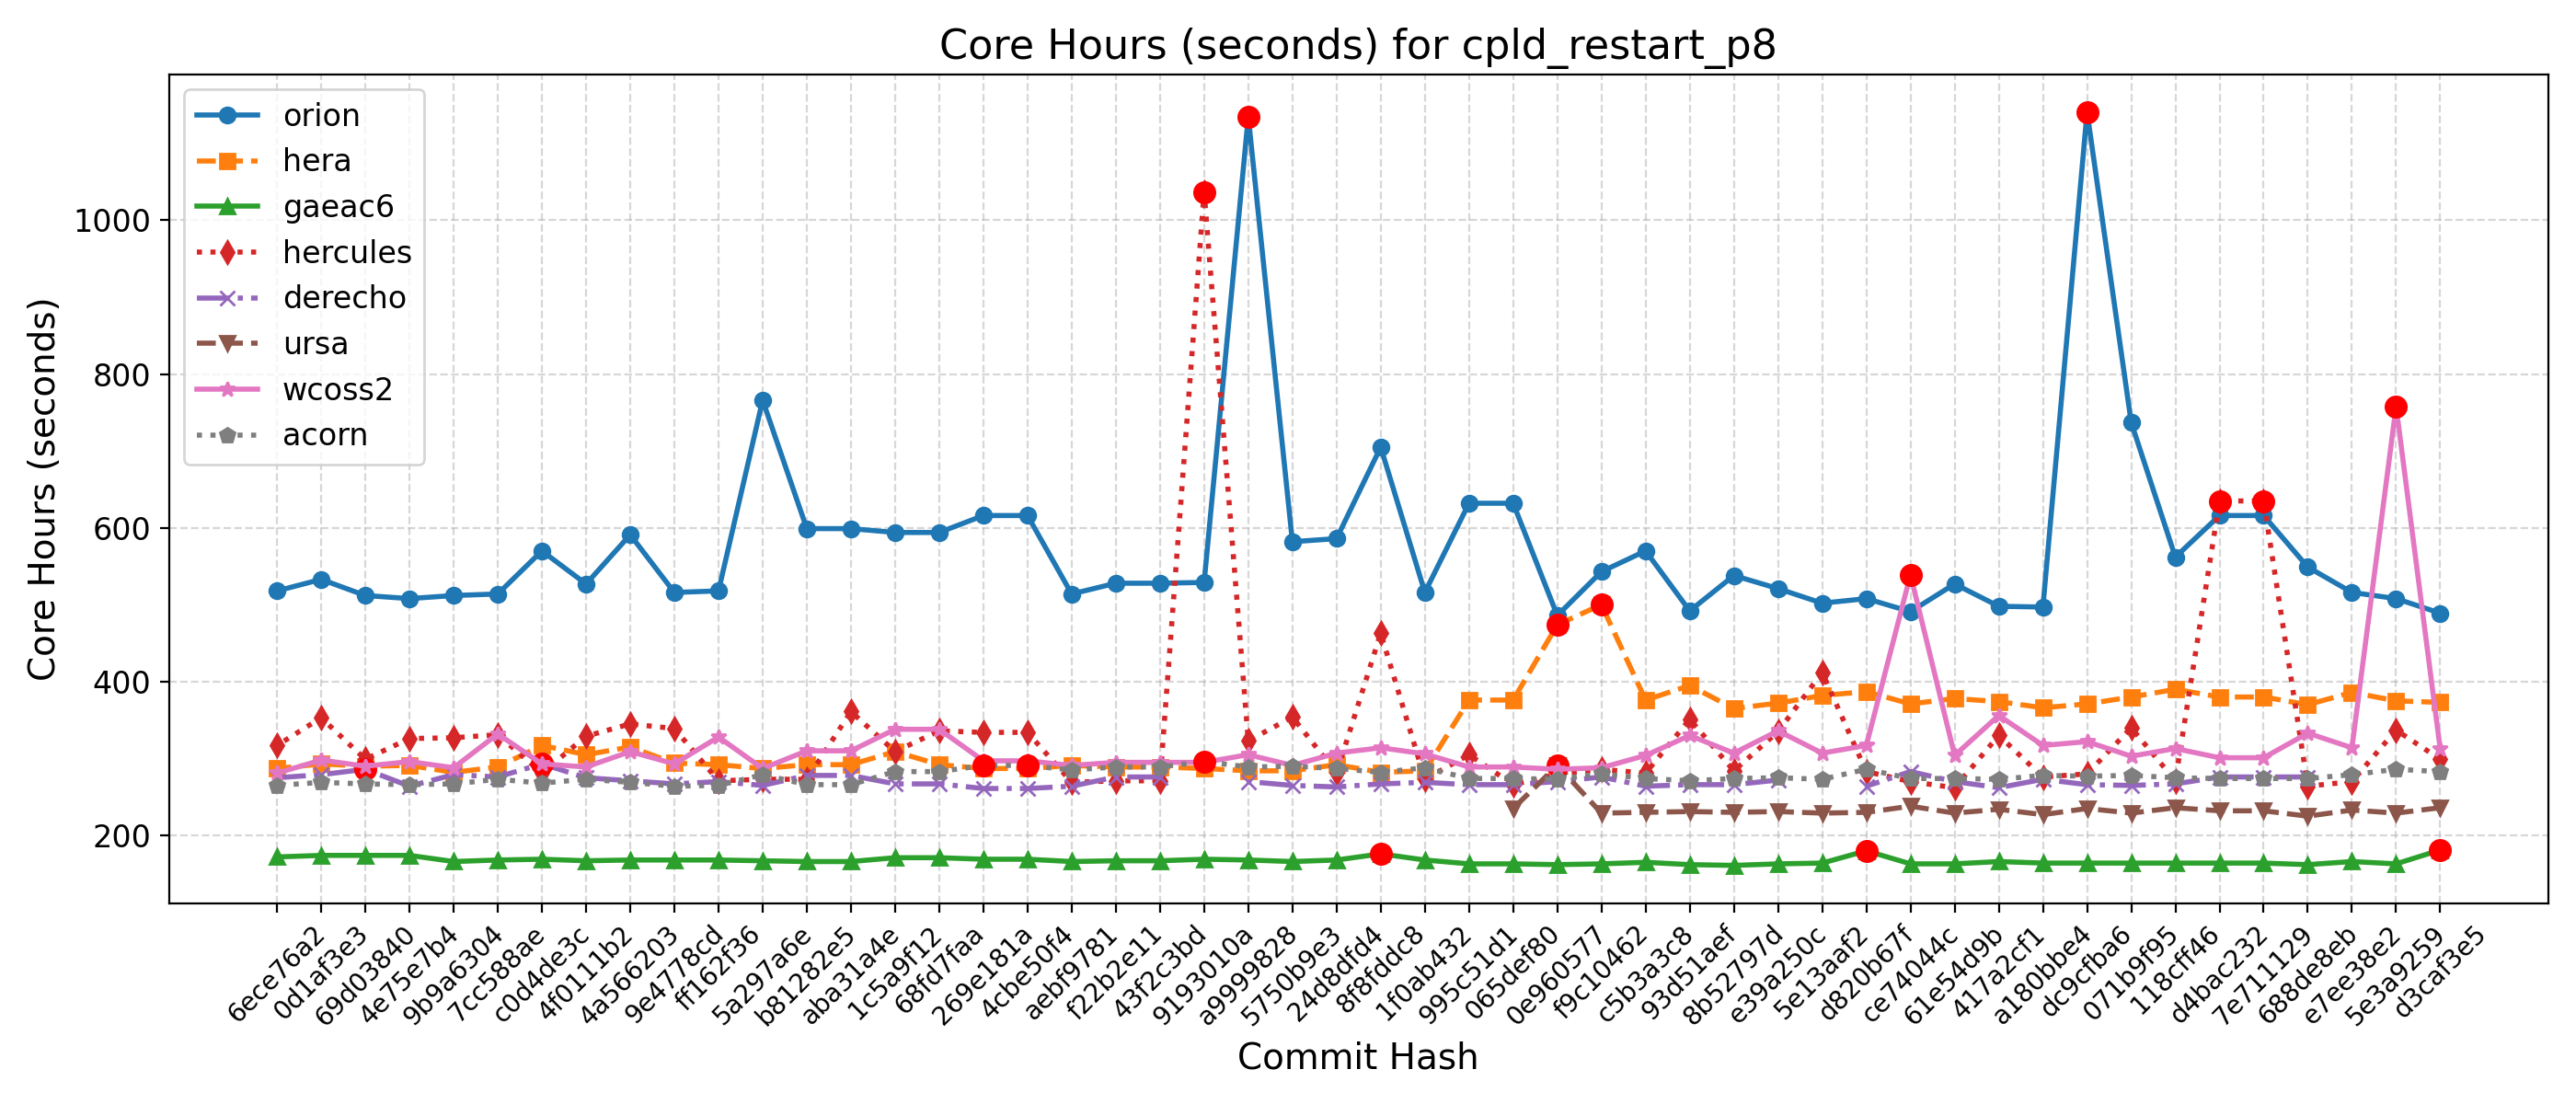 Core Hours (seconds) for cpld_restart_p8
orion
hera
gaeac6
hercules
derecho
ursa
wcoss2
acorn
Core Hours (seconds)
1000
800
600
400
200
6ece76a2
0d1af3e3
69d03840
4e75e7b4
9b9a6304
7cc588ae
c0d4de3c
4f0111b2
4a566203
9e4778cd
ff162f36
5a297a6e
b81282e5
aba31a4e
1c5a9f12
68fd7faa
269e181a
4cbe50f4
aebf9781
f22b2e11
43f2c3bd
9193010a
a9999828
5750b9e3
24d8dfd4
8f8fddc8
1f0ab432
995c51d1
065def80
0e960577
f9c10462
c5b3a3c8
93d51aef
8b52797d
e39a250c
5e13aaf2
d820b67f
ce74044c
61e54d9b
417a2cf1
a180bbe4
dc9cfba6
071b9f95
118cff46
d4bac232
7e711129
688de8eb
e7ee38e2
5e3a9259
d3caf3e5
Commit Hash